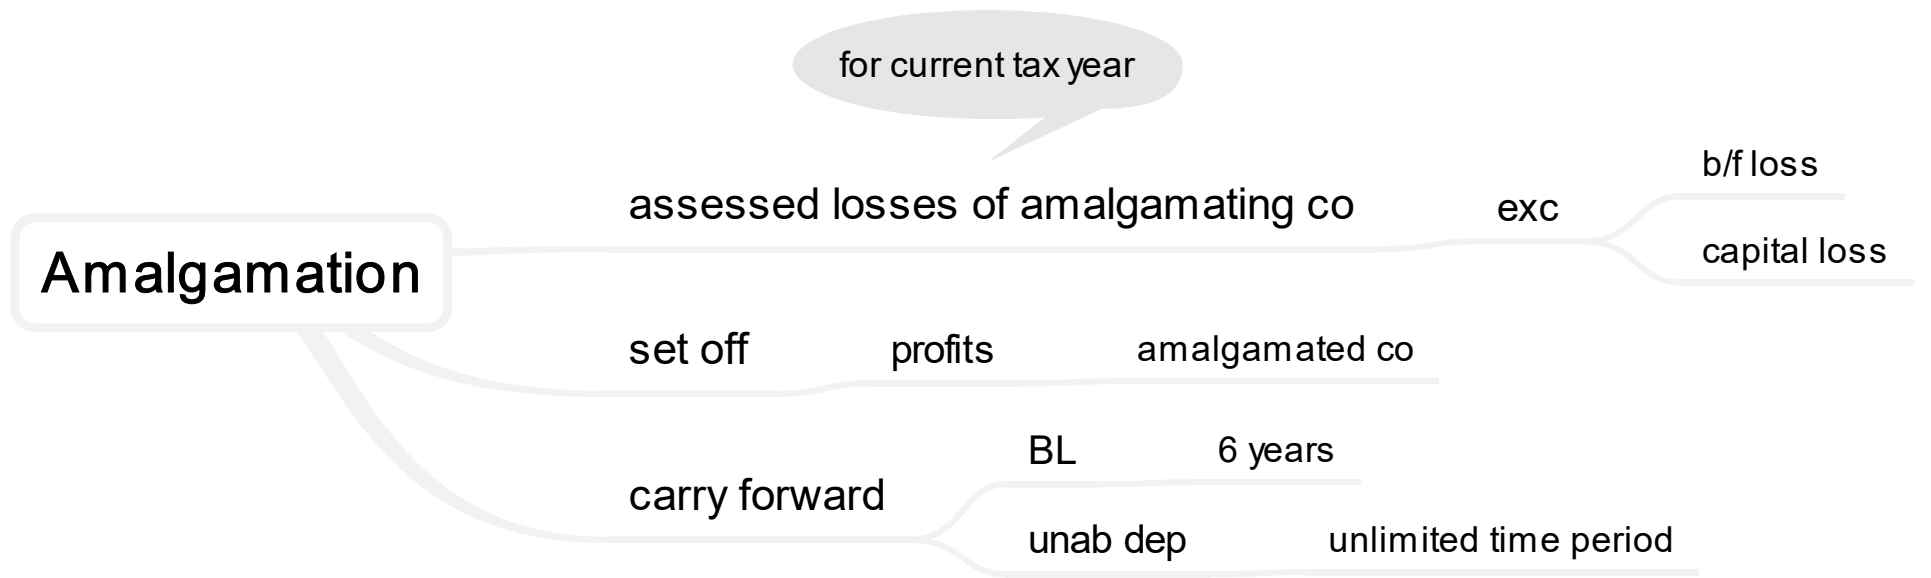 for current tax year
Amalgamation
assessed losses of amalgamating co
exc
b/f loss
capital loss
set off
profits
amalgamated co
carry forward
BL
6 years
unab dep
unlimited time period